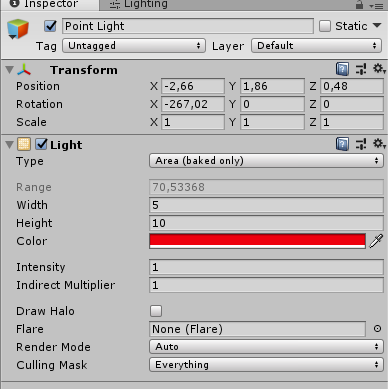 Inspector Lighting
Point Light Static
Tag Untagged Layer Default
Transform
Position X -2,66 Y 1,86 Z 0,48
Rotation X -267,02 Y 0 Z 0
Scale X 1 Y 1 Z 1
Light
Type Area (baked only)
Range 70,53368
Width 5
Height 10
Color
Intensity 1
Indirect Multiplier 1
Draw Halo
Flare None (Flare)
Render Mode Auto
Culling Mask Everything